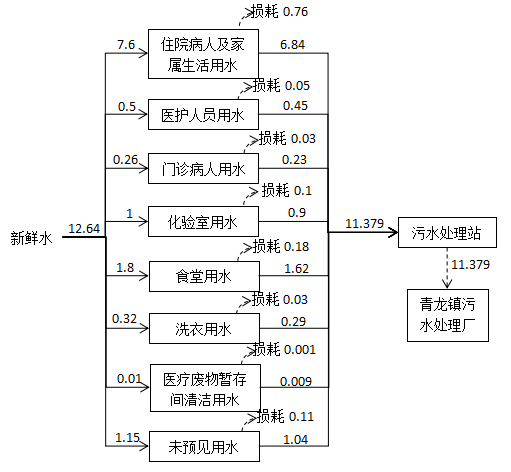 损耗 0.76
7.6
住院病人及家
属生活用水
6.84
损耗 0.05
0.5
医护人员用水
0.45
损耗 0.03
0.26
门诊病人用水
0.23
损耗 0.1
1
化验室用水
0.9
新鲜水
12.64
11.379
污水处理站
损耗 0.18
1.8
食堂用水
1.62
11.379
损耗 0.03
0.32
洗衣用水
0.29
青龙镇污
水处理厂
损耗 0.001
0.01
医疗废物暂存
间清洁用水
0.009
损耗 0.11
1.15
未预见用水
1.04